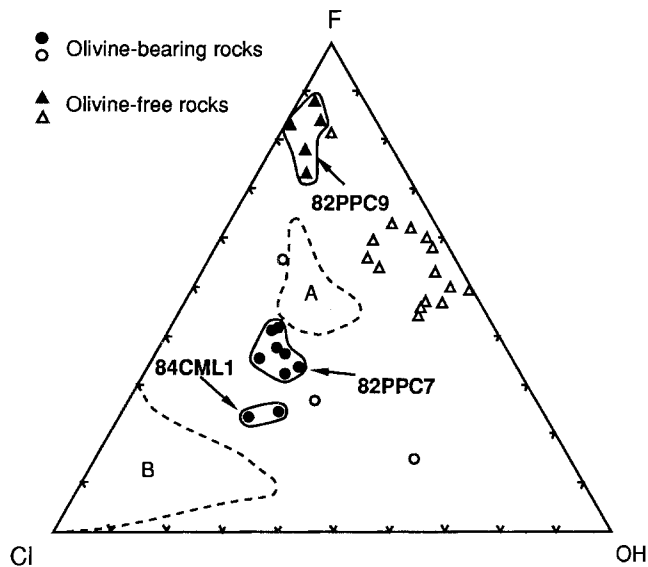 F
Olivine-bearing rocks
Olivine-free rocks
82PPC9
A
84CML1
82PPC7
B
Cl
OH